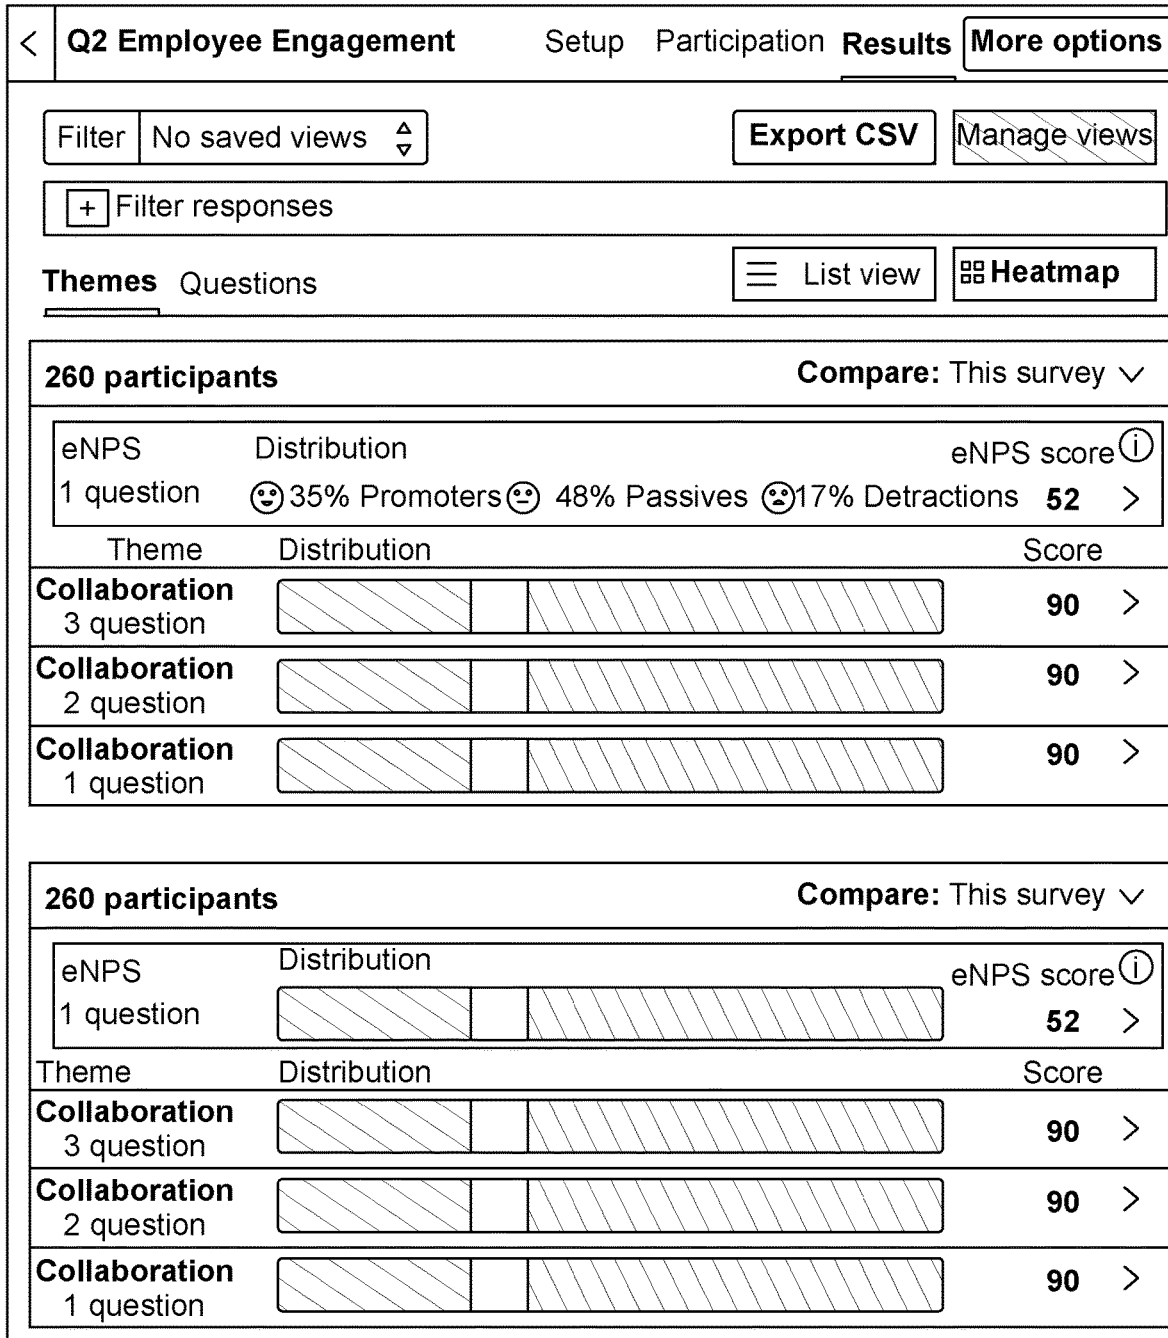 Q2 Employee Engagement Setup Participation Results More options
Filter No saved views Export CSV Manage views
+ Filter responses
Themes Questions List view Heatmap
260 participants Compare: This survey
eNPS Distribution eNPS score i
1 question 35% Promoters 48% Passives 17% Detractions 52 >
Theme Distribution Score
Collaboration
3 question 90 >
Collaboration
2 question 90 >
Collaboration
1 question 90 >
260 participants Compare: This survey
eNPS Distribution eNPS score i
1 question 52 >
Theme Distribution Score
Collaboration
3 question 90 >
Collaboration
2 question 90 >
Collaboration
1 question 90 >